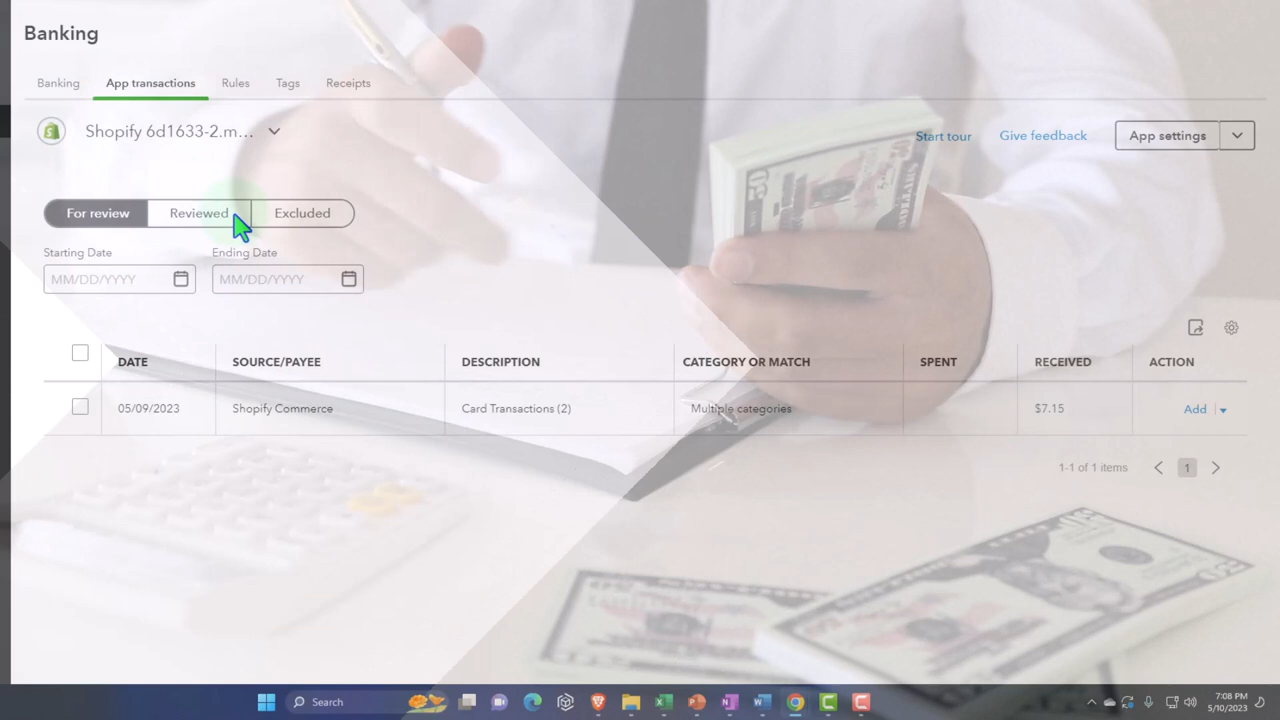 Banking
Banking App transactions Rules Tags Receipts
Shopify 6d1633-2.m...
Start tour Give feedback App settings
For review Reviewed Excluded
Starting Date Ending Date
MM/DD/YYYY MM/DD/YYYY
DATE SOURCE/PAYEE DESCRIPTION CATEGORY OR MATCH SPENT RECEIVED ACTION
05/09/2023 Shopify Commerce Card Transactions (2) Multiple categories $7.15 Add
1-1 of 1 items 1
Search
7:08 PM
5/10/2023